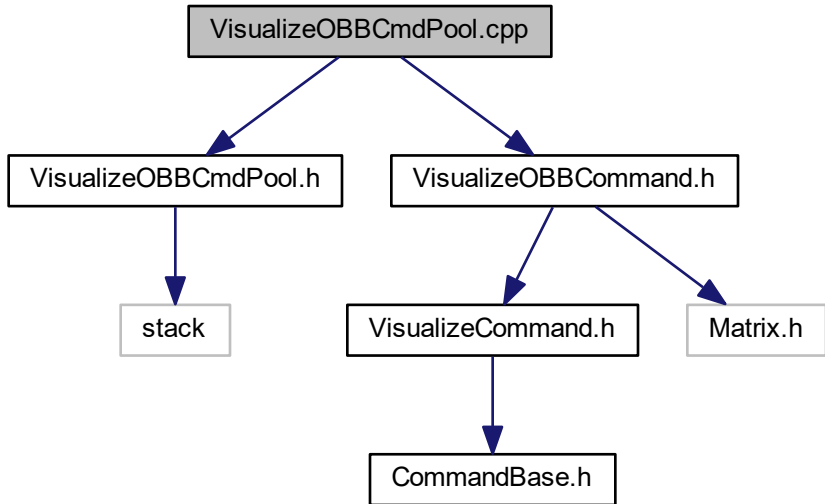 VisualizeOBBCmdPool.cpp
VisualizeOBBCmdPool.h
VisualizeOBBCommand.h
stack
VisualizeCommand.h
Matrix.h
CommandBase.h